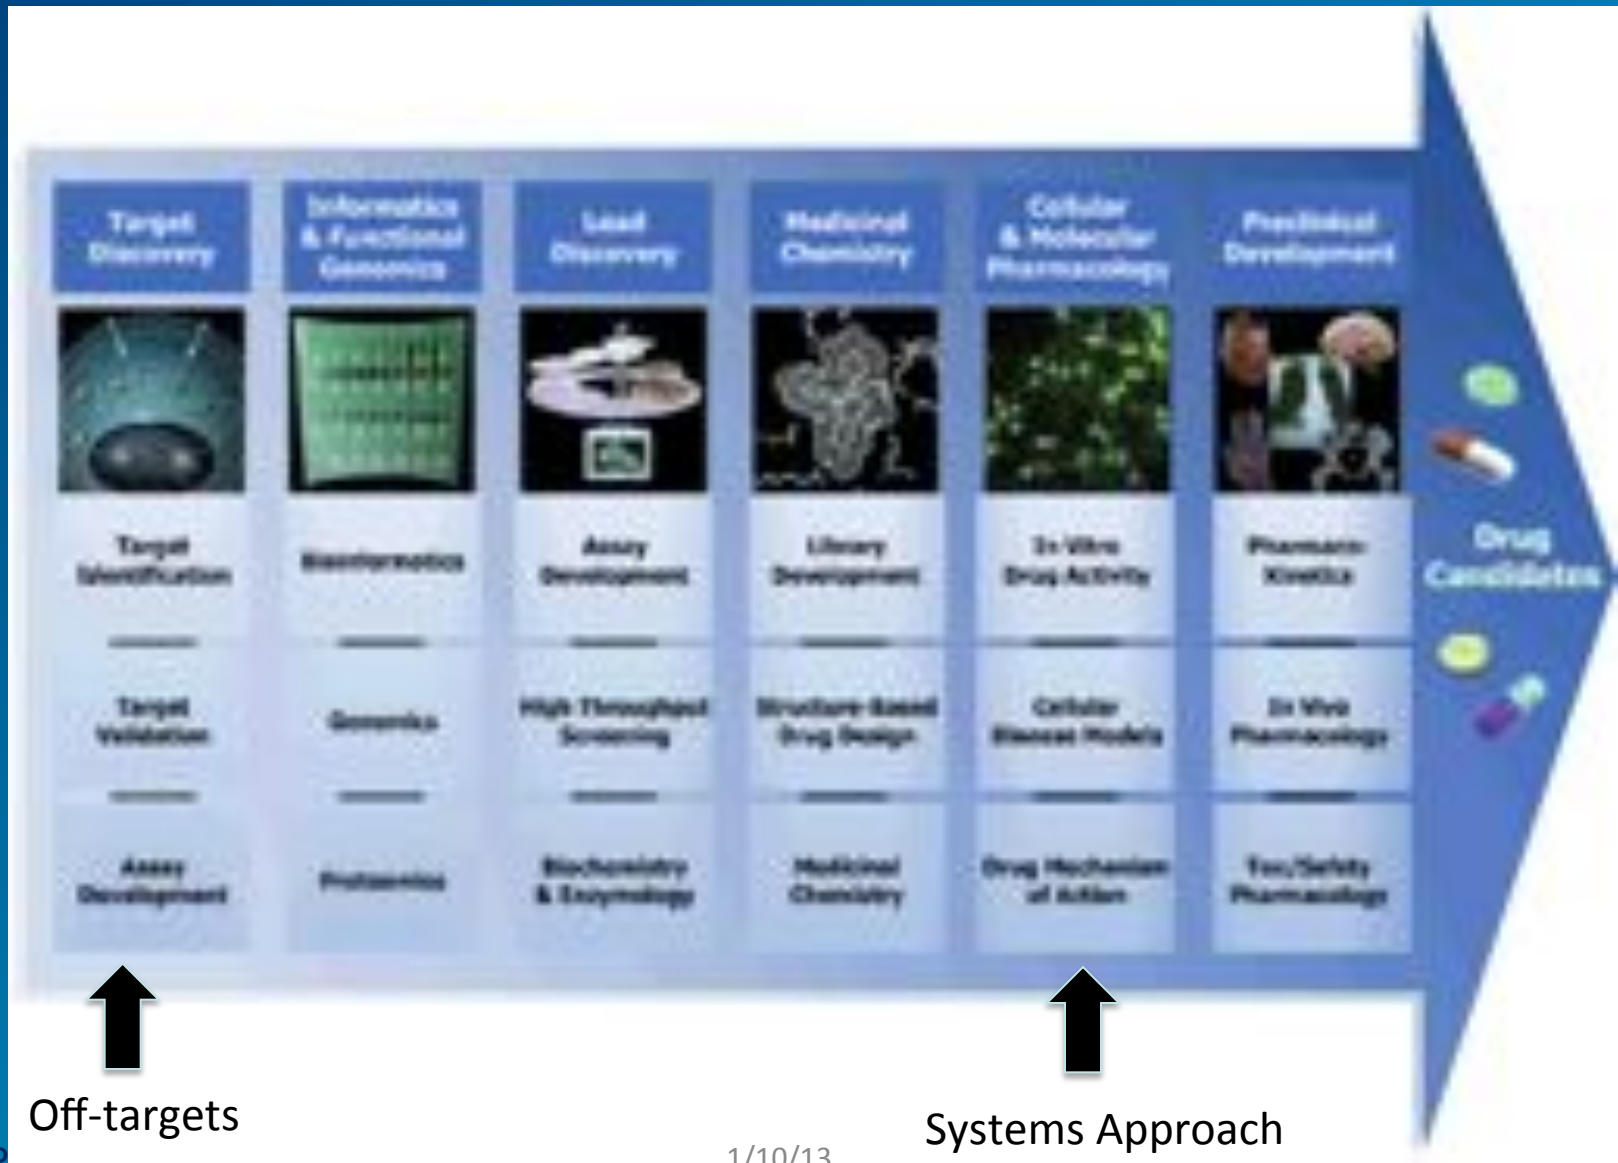 Target
Discovery
Informatics
& Functional
Genomics
Lead
Discovery
Medicinal
Chemistry
Cellular
& Molecular
Pharmacology
Preclinical
Development
Target
Identification
Bioinformatics
Assay
Development
Library
Development
In Vitro
Drug Activity
Pharmaco-
Kinetics
Drug
Candidates
Target
Validation
Genomics
High Throughput
Screening
Structure-Based
Drug Design
Cellular
Disease Models
In Vivo
Pharmacology
Assay
Development
Proteomics
Biochemistry
& Enzymology
Medicinal
Chemistry
Drug Mechanism
of Action
Tox/Safety
Pharmacology
Off-targets
Systems Approach
1/10/13